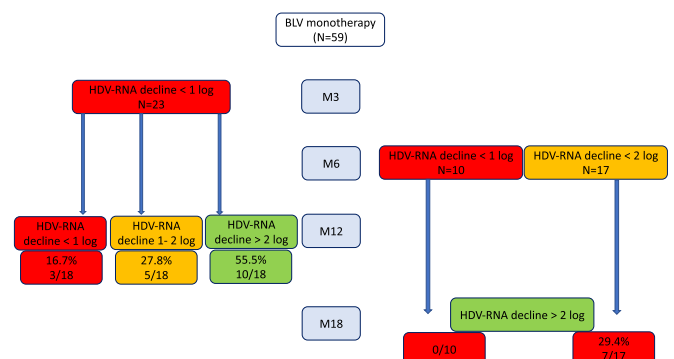 BLV monotherapy
(N=59)
HDV-RNA decline < 1 log
N=23
M3
M6
HDV-RNA decline < 1 log
N=10
HDV-RNA decline < 2 log
N=17
HDV-RNA
decline < 1 log
HDV-RNA
decline 1- 2 log
HDV-RNA
decline > 2 log
M12
16.7%
3/18
27.8%
5/18
55.5%
10/18
M18
HDV-RNA decline > 2 log
0/10
29.4%
7/17